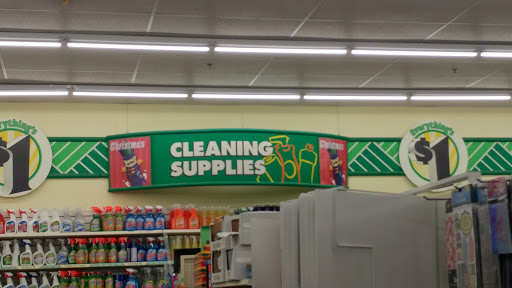 Everything's
$1
Christmas
CLEANING
SUPPLIES
Christmas
Everything's
$1